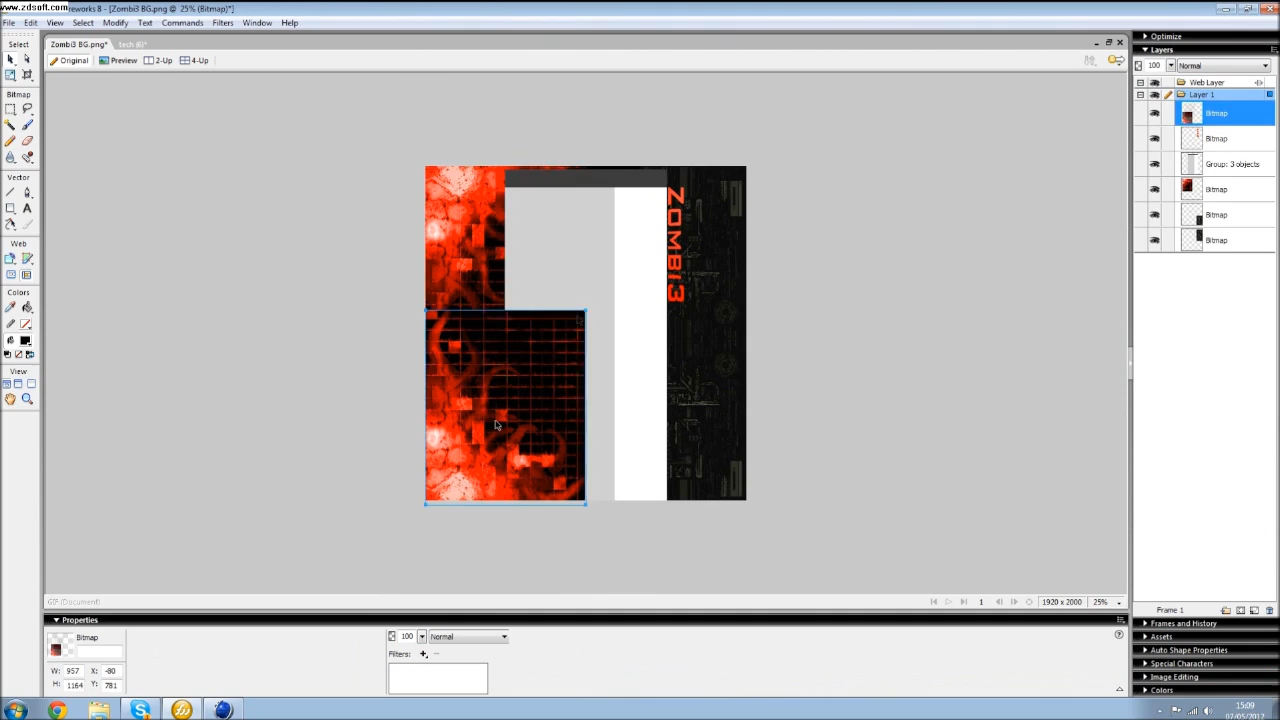 www.zdsoft.com
ireworks 8 - [Zombi3 BG.png @ 25% (Bitmap)*]
File Edit View Select Modify Text Commands Filters Window Help
Select
Zombi3 BG.png* tech (6)*
Original Preview 2-Up 4-Up
Bitmap
Vector
Web
Colors
View
ZOMBI3
GIF (Document)
1 1920 x 2000 25%
Optimize
Layers
100 Normal
Web Layer
Layer 1
Bitmap
Bitmap
Group: 3 objects
Bitmap
Bitmap
Bitmap
Frame 1
Frames and History
Assets
Auto Shape Properties
Special Characters
Image Editing
Colors
Properties
Bitmap
100 Normal
Filters:
W: 957 X: -80
H: 1164 Y: 781
15:09
07/05/2012